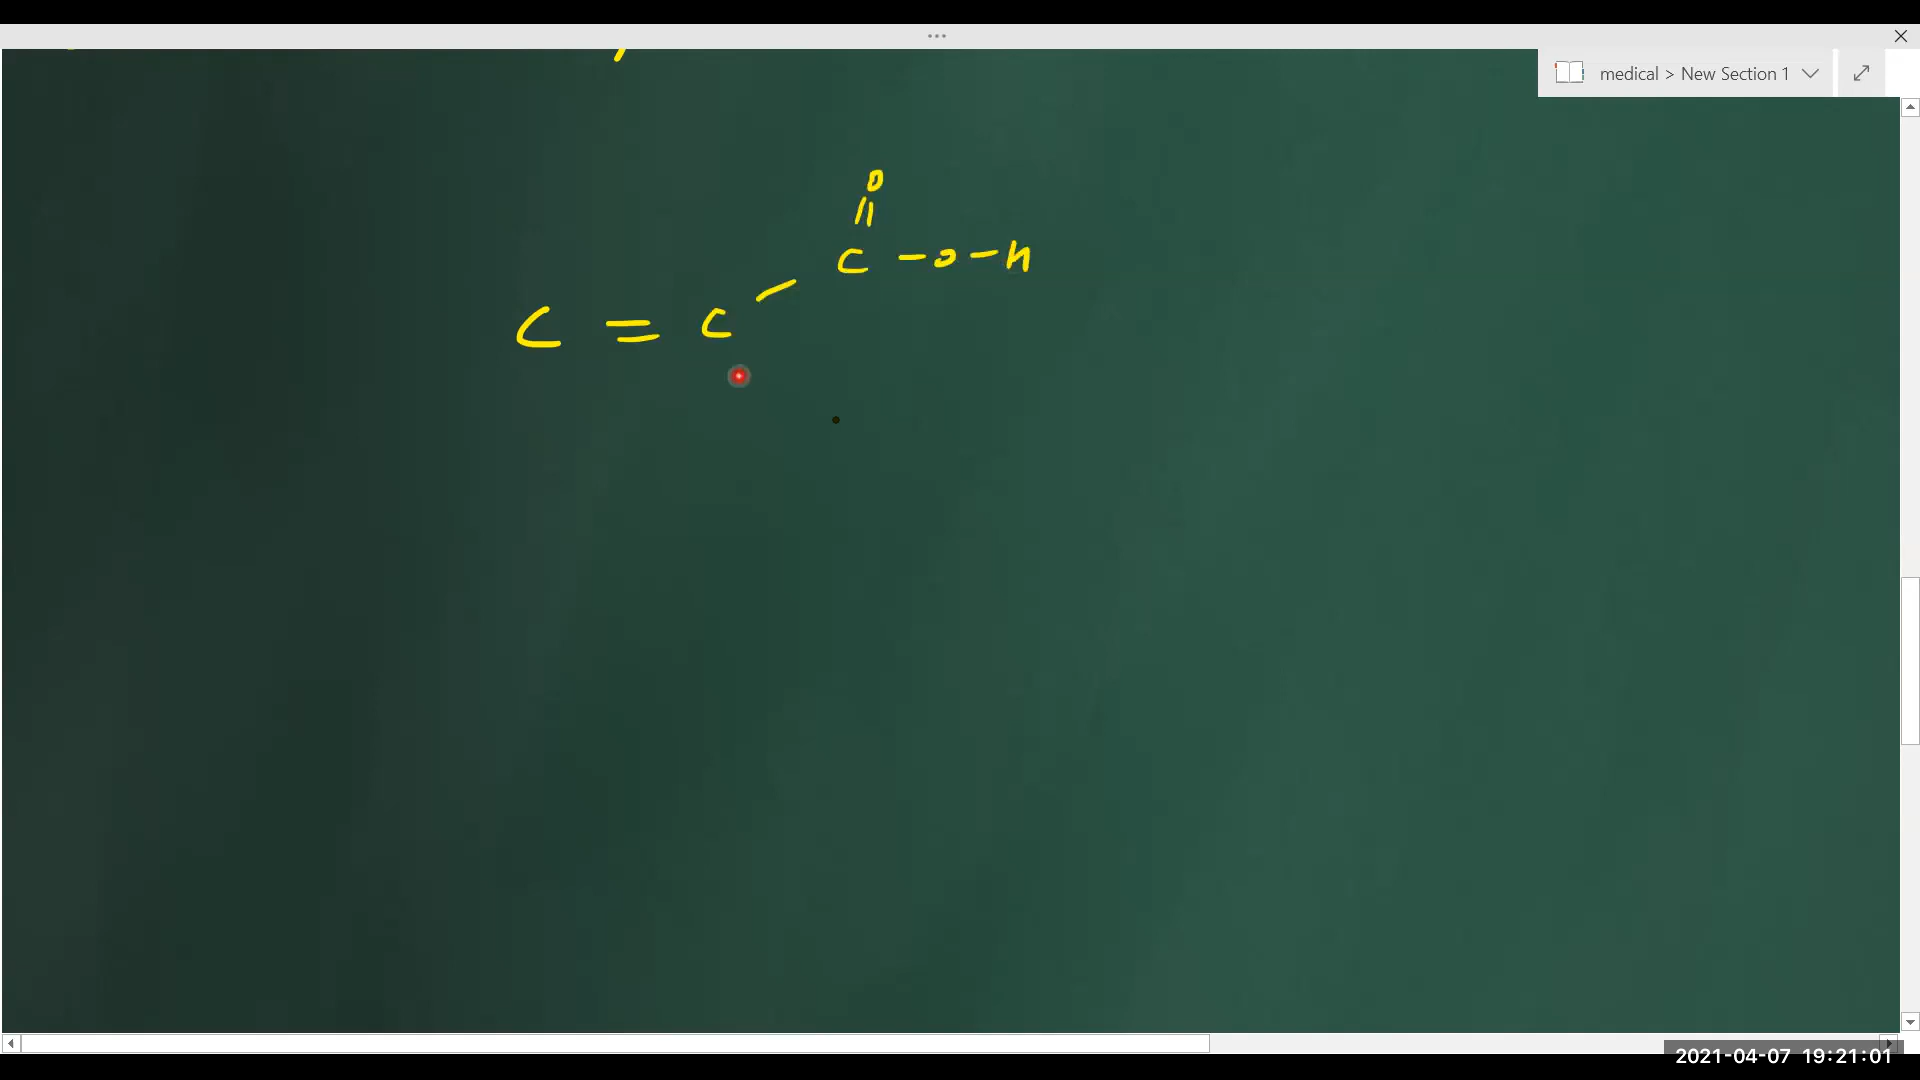 medical > New Section 1
O
||
C - O - H
C = C
2021-04-07 19:21:01